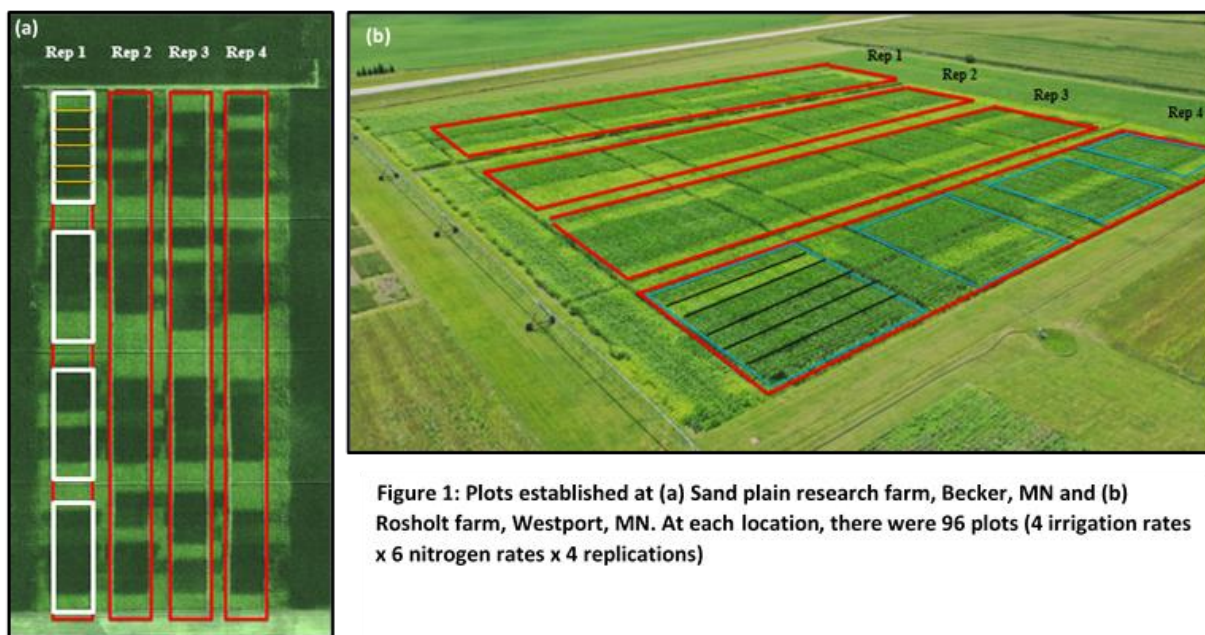 (a)
Rep 1 Rep 2 Rep 3 Rep 4
(b)
Rep 1
Rep 2
Rep 3
Rep 4
Figure 1: Plots established at (a) Sand plain research farm, Becker, MN and (b)
Rosholt farm, Westport, MN. At each location, there were 96 plots (4 irrigation rates
x 6 nitrogen rates x 4 replications)